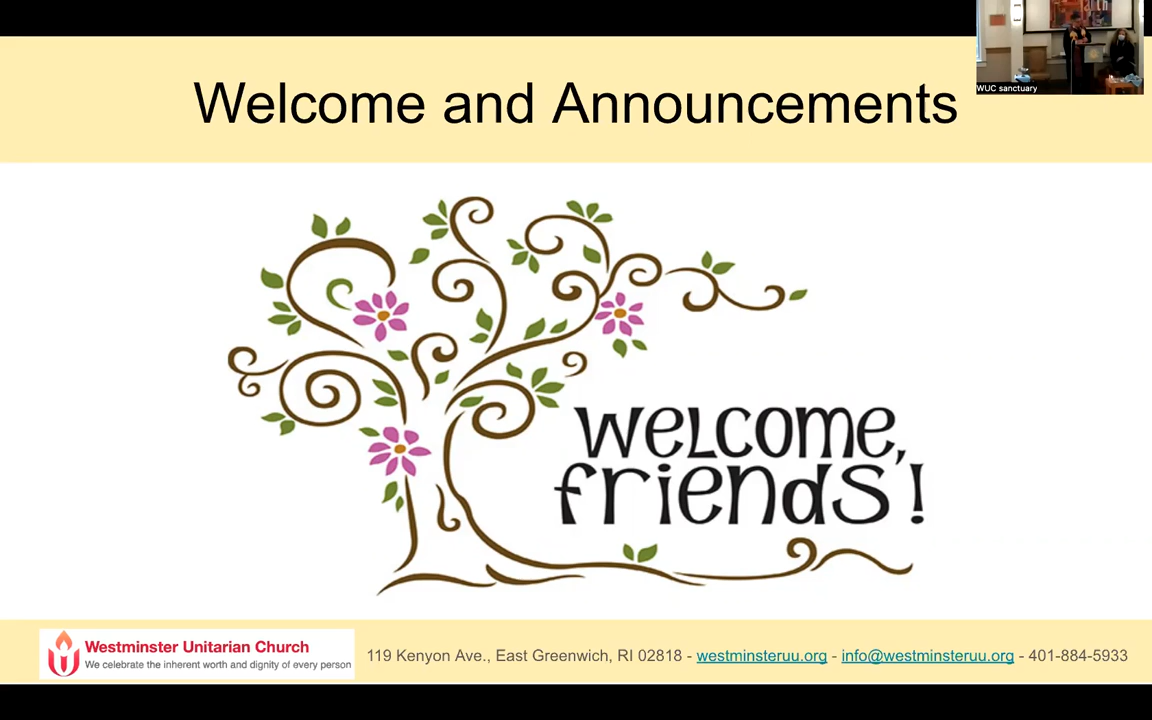 Welcome and Announcements
WUC sanctuary
welcome,
friends!
Westminster Unitarian Church
We celebrate the inherent worth and dignity of every person
119 Kenyon Ave., East Greenwich, RI 02818 - westminsteruu.org - info@westminsteruu.org - 401-884-5933